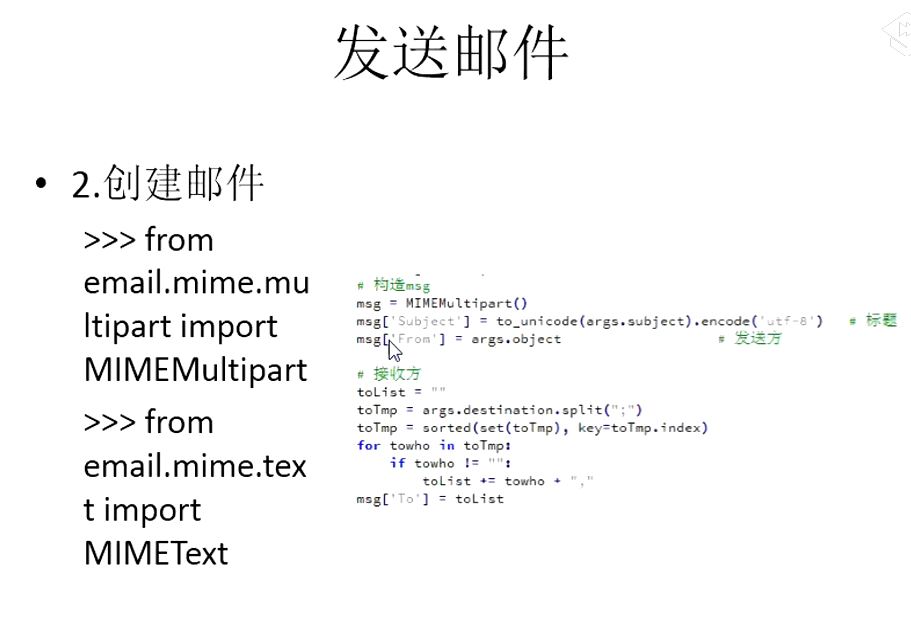 发送邮件
• 2.创建邮件
>>> from
email.mime.mu
ltipart import
MIMEMultipart
>>> from
email.mime.tex
t import
MIMEText
# 构造msg
msg = MIMEMultipart()
msg['Subject'] = to_unicode(args.subject).encode('utf-8') # 标题
msg['From'] = args.object # 发送方
# 接收方
toList = ""
toTmp = args.destination.split(";")
toTmp = sorted(set(toTmp), key=toTmp.index)
for towho in toTmp:
if towho != "":
toList += towho + ","
msg['To'] = toList